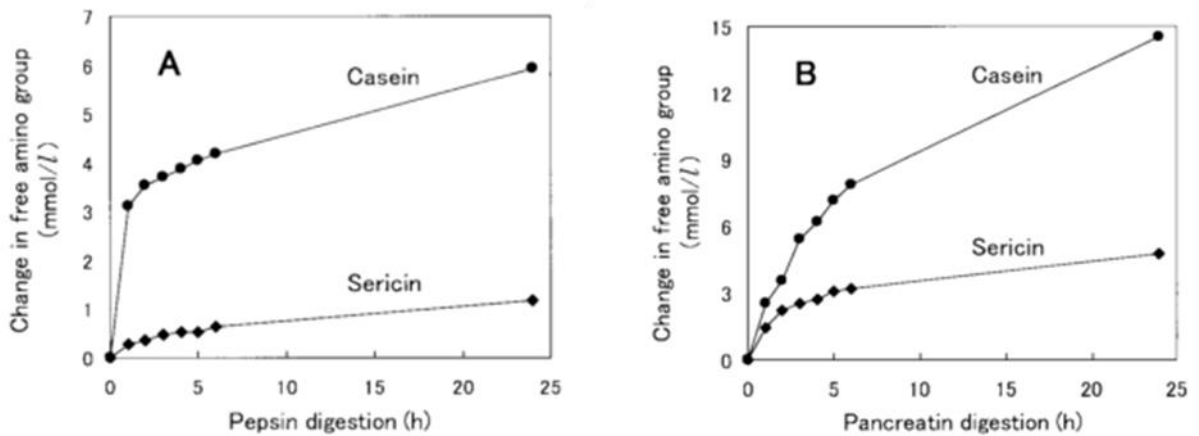 A
Change in free amino group
(mmol/l)
7
6
5
4
3
2
1
0
Casein
Sericin
0 5 10 15 20 25
Pepsin digestion (h)
B
Change in free amino group
(mmol/l)
15
12
9
6
3
0
Casein
Sericin
0 5 10 15 20 25
Pancreatin digestion (h)